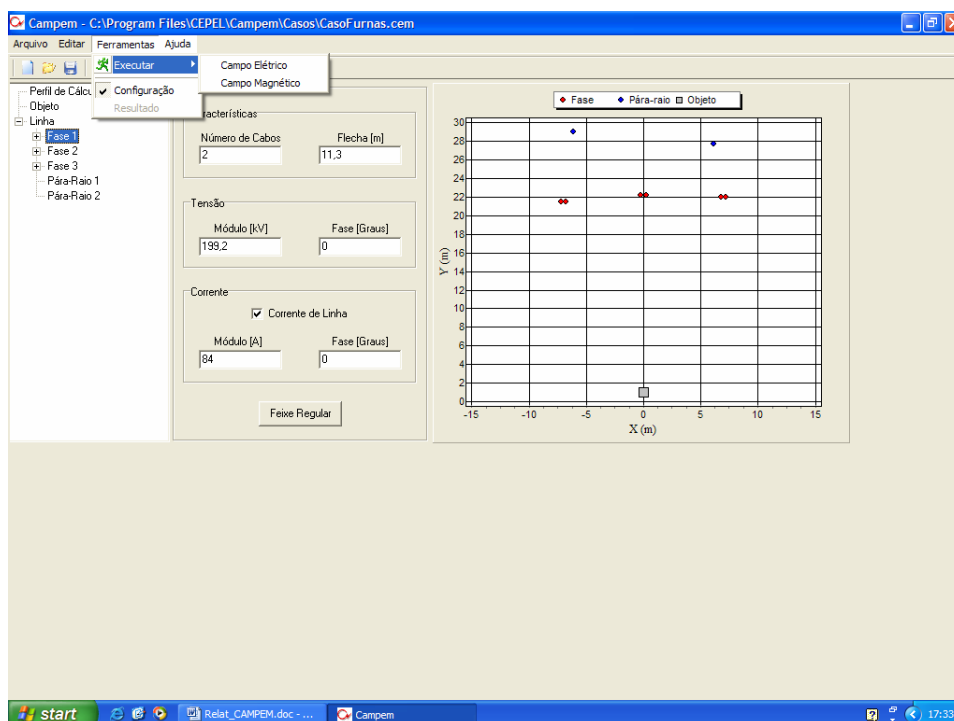 Campem - C:\Program Files\CEPEL\Campem\Casos\CasoFurnas.cem
Arquivo Editar Ferramentas Ajuda
Executar
Campo Elétrico
Campo Magnético
Configuração
Resultado
Perfil de Cálcu
Objeto
Linha
Fase 1
Fase 2
Fase 3
Pára-Raio 1
Pára-Raio 2
aracterísticas
Número de Cabos Flecha [m]
2 11,3
Tensão
Módulo [kV] Fase [Graus]
199,2 0
Corrente
Corrente de Linha
Módulo [A] Fase [Graus]
84 0
Feixe Regular
Fase Pára-raio Objeto
30
28
26
24
22
20
18
16
14
12
10
8
6
4
2
0
Y (m)
-15 -10 -5 0 5 10 15
X (m)
start
Relat_CAMPEM.doc - ...
Campem
17:33